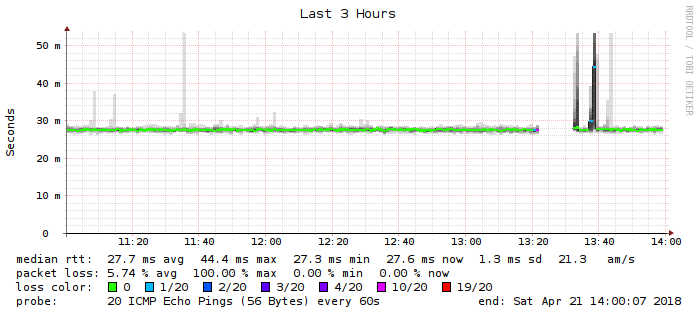 Last 3 Hours
RRDTOOL / TOBI OETIKER
Seconds
50 m
40 m
30 m
20 m
10 m
0
11:20 11:40 12:00 12:20 12:40 13:00 13:20 13:40 14:00
median rtt: 27.7 ms avg 44.4 ms max 27.3 ms min 27.6 ms now 1.3 ms sd 21.3 am/s
packet loss: 5.74 % avg 100.00 % max 0.00 % min 0.00 % now
loss color: 0 1/20 2/20 3/20 4/20 10/20 19/20
probe: 20 ICMP Echo Pings (56 Bytes) every 60s end: Sat Apr 21 14:00:07 2018